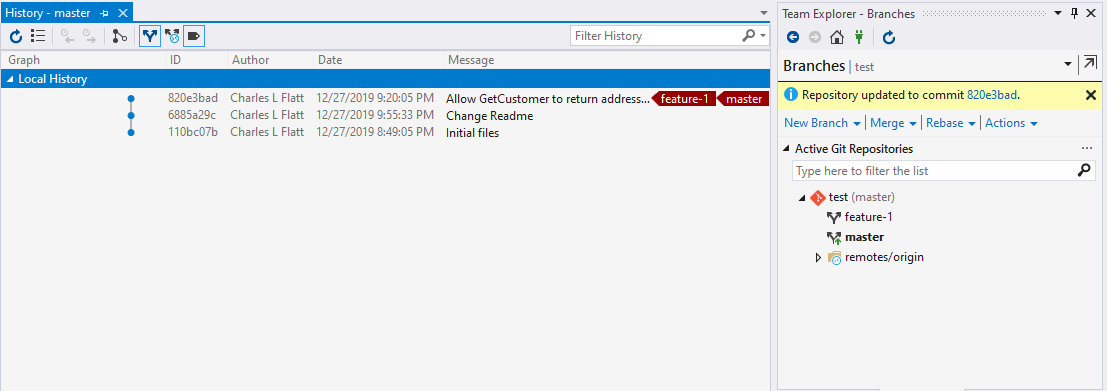 History - master
Filter History
Graph ID Author Date Message
Local History
820e3bad Charles L Flatt 12/27/2019 9:20:05 PM Allow GetCustomer to return address... feature-1 master
6885a29c Charles L Flatt 12/27/2019 9:55:33 PM Change Readme
110bc07b Charles L Flatt 12/27/2019 8:49:05 PM Initial files
Team Explorer - Branches
Branches | test
Repository updated to commit 820e3bad.
New Branch Merge Rebase Actions
Active Git Repositories
Type here to filter the list
test (master)
feature-1
master
remotes/origin